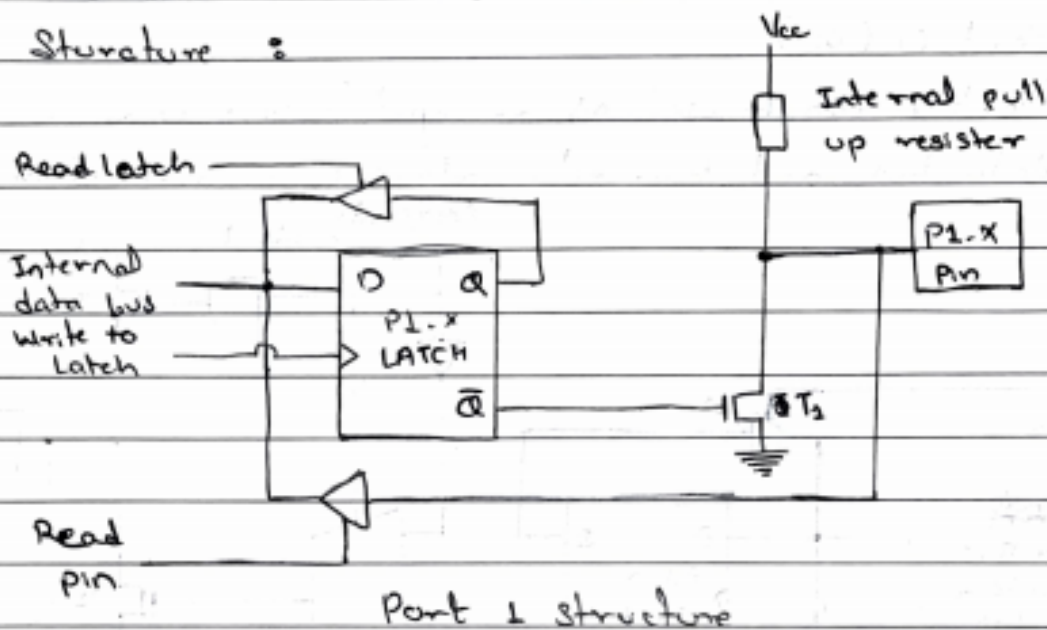 Sturcture :
Vcc
Internal pull
up resister
Read latch
P1-X
Pin
Internal
data bus
D Q
P1-x
Write to
Latch
LATCH
Q̅
T1
Read
pin
Port 1 structure